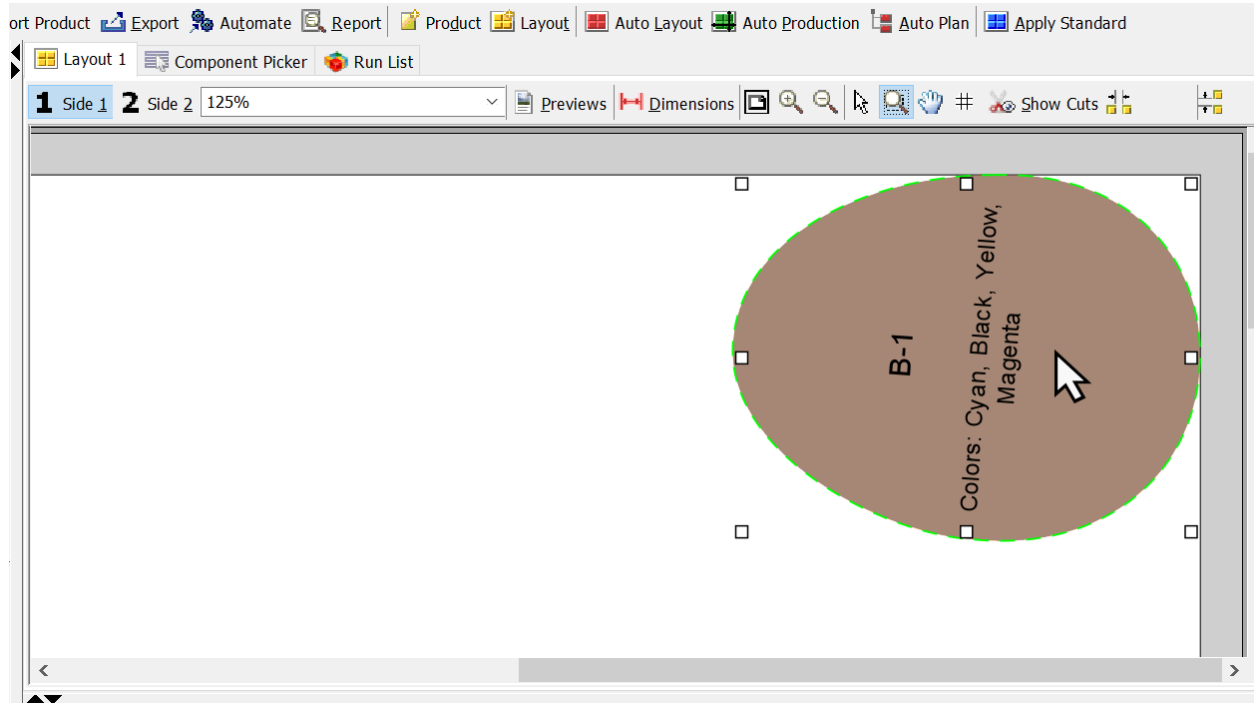 ort Product Export Automate Report Product Layout Auto Layout Auto Production Auto Plan Apply Standard
Layout 1 Component Picker Run List
1 Side 1 2 Side 2 125% Previews Dimensions Show Cuts
B-1
Colors: Cyan, Black, Yellow,
Magenta